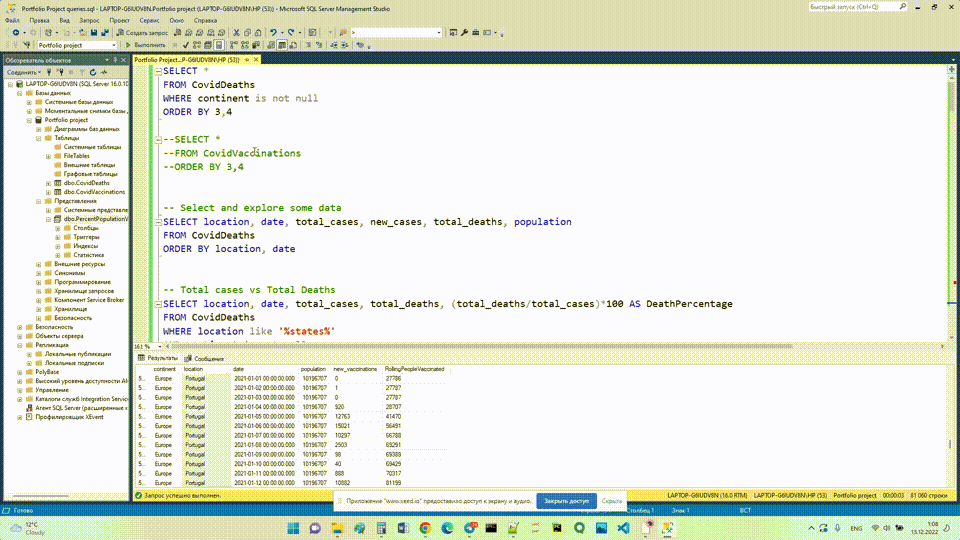 Portfolio Project queries.sql - LAPTOP-G6IUDV8N.Portfolio project (LAPTOP-G6IUDV8N\HP (53)) - Microsoft SQL Server Management Studio
Быстрый запуск (Ctrl+Q)
Файл Правка Вид Запрос Проект Сервис Окно Справка
Создать запрос
Portfolio project Выполнить
Обозреватель объектов
Portfolio Project...P-G6IUDV8N\HP (53))
Соединить
LAPTOP-G6IUDV8N (SQL Server 16.0.10
Базы данных
Системные базы данных
Моментальные снимки базы
Portfolio project
Диаграммы баз данных
Таблицы
Системные таблицы
FileTables
Внешние таблицы
Графовые таблицы
dbo.CovidDeaths
dbo.CovidVaccinations
Представления
Системные представле
dbo.PercentPopulationV
Столбцы
Триггеры
Индексы
Статистика
Внешние ресурсы
Синонимы
Программирование
Хранилище запросов
Компонент Service Broker
Хранилище
Безопасность
Безопасность
Объекты сервера
Репликация
Локальные публикации
Локальные подписки
PolyBase
Высокий уровень доступности Al
Управление
Каталоги служб Integration Servic
Агент SQL Server (расширенные х
Профилировщик XEvent
SELECT *
FROM CovidDeaths
WHERE continent is not null
ORDER BY 3,4
--SELECT *
--FROM CovidVaccinations
--ORDER BY 3,4
-- Select and explore some data
SELECT location, date, total_cases, new_cases, total_deaths, population
FROM CovidDeaths
ORDER BY location, date
-- Total cases vs Total Deaths
SELECT location, date, total_cases, total_deaths, (total_deaths/total_cases)*100 AS DeathPercentage
FROM CovidDeaths
WHERE location like '%states%'
161 %
Результаты Сообщения
continent location date population new_vaccinations RollingPeopleVaccinated
5... Europe Portugal 2021-01-01 00:00:00.000 10196707 0 27786
5... Europe Portugal 2021-01-02 00:00:00.000 10196707 1 27787
5... Europe Portugal 2021-01-03 00:00:00.000 10196707 0 27787
5... Europe Portugal 2021-01-04 00:00:00.000 10196707 920 28707
5... Europe Portugal 2021-01-05 00:00:00.000 10196707 12763 41470
5... Europe Portugal 2021-01-06 00:00:00.000 10196707 15021 56491
5... Europe Portugal 2021-01-07 00:00:00.000 10196707 10297 66788
5... Europe Portugal 2021-01-08 00:00:00.000 10196707 2503 69291
5... Europe Portugal 2021-01-09 00:00:00.000 10196707 98 69389
5... Europe Portugal 2021-01-10 00:00:00.000 10196707 40 69429
5... Europe Portugal 2021-01-11 00:00:00.000 10196707 888 70317
5... Europe Portugal 2021-01-12 00:00:00.000 10196707 10882 81199
Запрос успешно выполнен.
LAPTOP-G6IUDV8N (16.0 RTM) LAPTOP-G6IUDV8N\HP (53) Portfolio project 00:00:03 81 060 строки
Приложение "www.veed.io" предоставило доступ к экрану и аудио. Закрыть доступ Скрыть
Готово
Столбец 1 Знак 1 ВСТ
12°C
Cloudy
ENG
1:08
13.12.2022